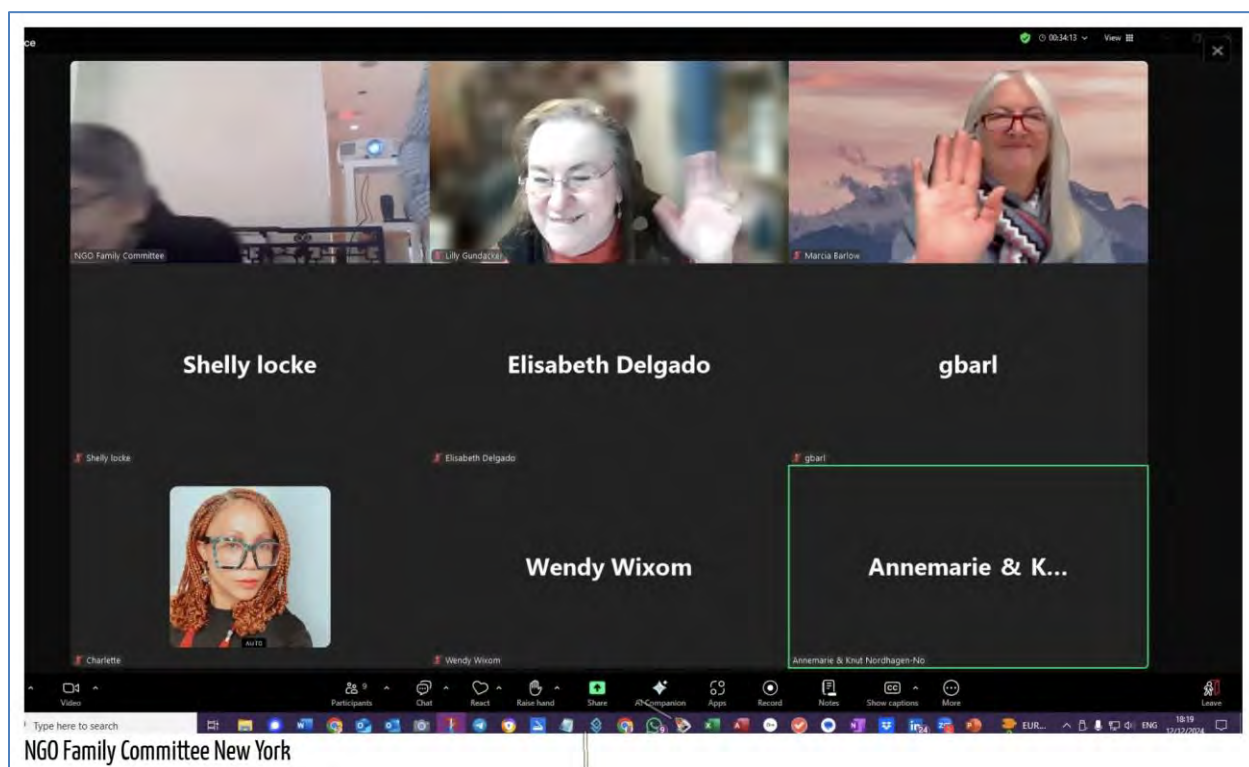 ce
00:34:13
View
NGO Family Committee
Lilly Gundacker
Marcia Barlow
Shelly locke
Elisabeth Delgado
gbarl
Shelly locke
Elisabeth Delgado
gbarl
AUTO
Wendy Wixom
Annemarie & K...
Charlette
Wendy Wixom
Annemarie & Knut Nordhagen-No
Video
Participants
9
Chat
React
Raise hand
Share
AI Companion
Apps
Record
Notes
Show captions
More
Leave
Type here to search
EUR...
ENG
18:19
12/12/2024
NGO Family Committee New York